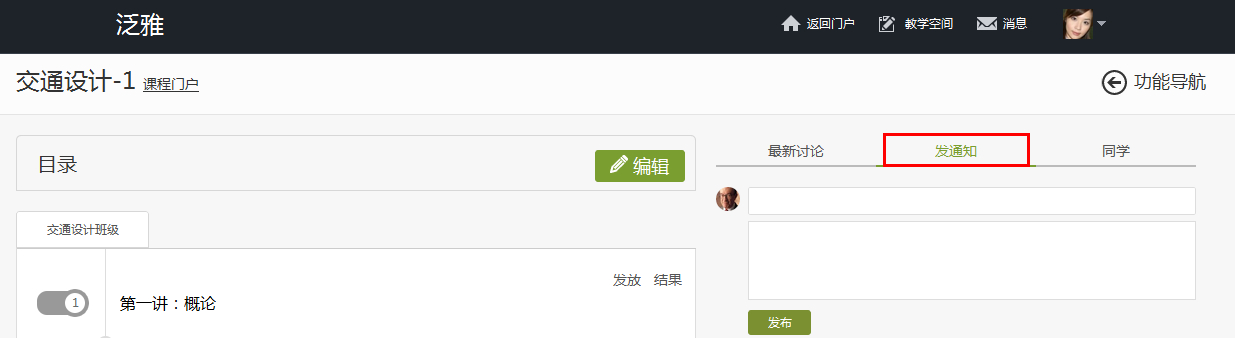 泛雅
返回门户 教学空间 消息
交通设计-1 课程门户
功能导航
目录
编辑
最新讨论 发通知 同学
交通设计班级
发放 结果
1 第一讲：概论
发布